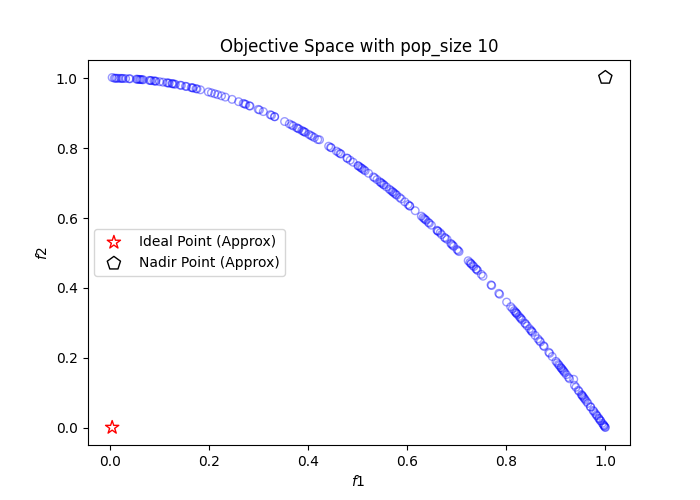 Objective Space with pop_size 10
1.0
0.8
0.6
0.4
0.2
0.0
f2
Ideal Point (Approx)
Nadir Point (Approx)
0.0 0.2 0.4 0.6 0.8 1.0
f1